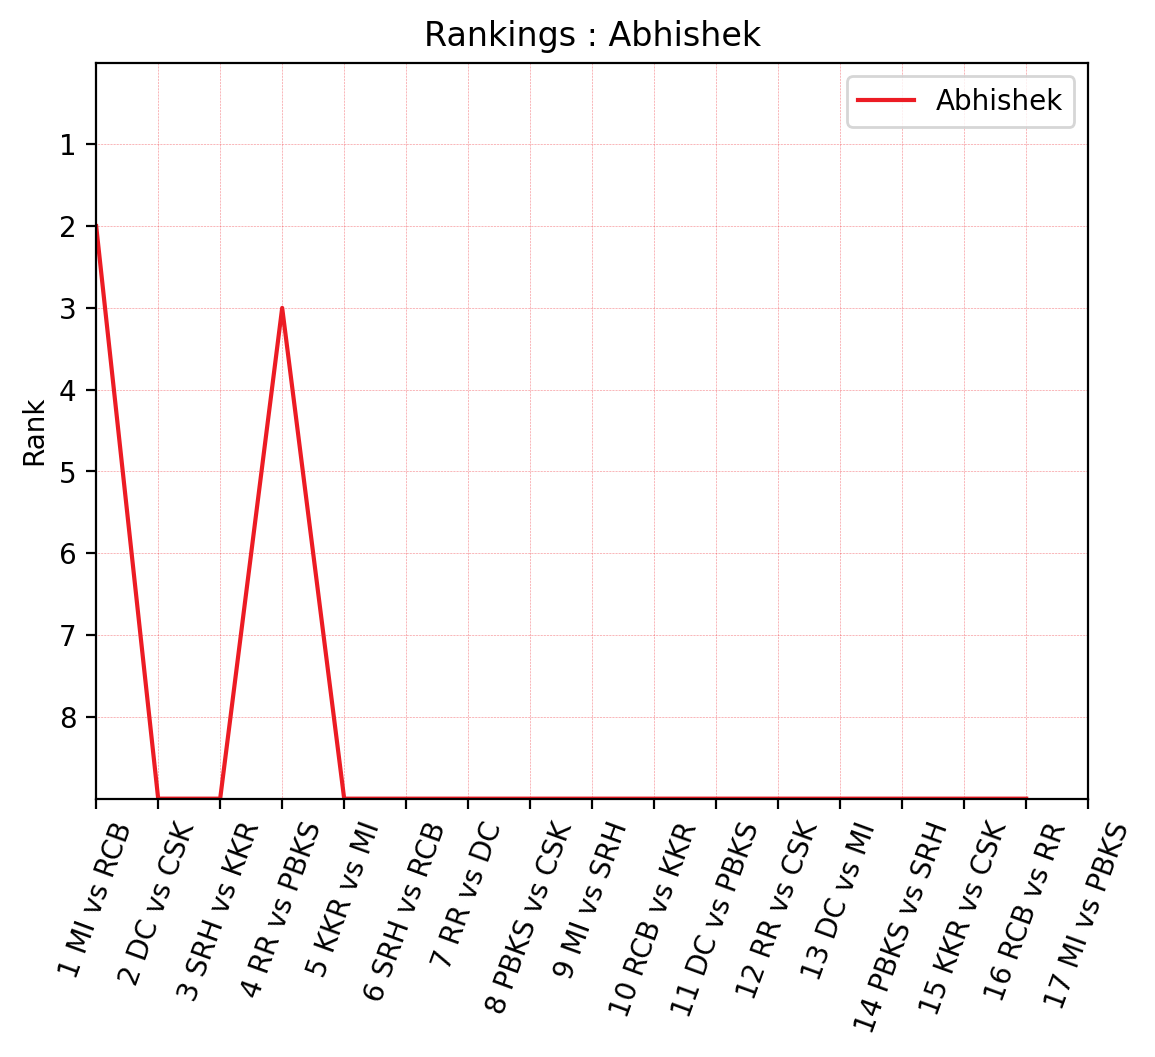 Rankings : Abhishek
Abhishek
Rank
1
2
3
4
5
6
7
8
1 MI vs RCB
2 DC vs CSK
3 SRH vs KKR
4 RR vs PBKS
5 KKR vs MI
6 SRH vs RCB
7 RR vs DC
8 PBKS vs CSK
9 MI vs SRH
10 RCB vs KKR
11 DC vs PBKS
12 RR vs CSK
13 DC vs MI
14 PBKS vs SRH
15 KKR vs CSK
16 RCB vs RR
17 MI vs PBKS